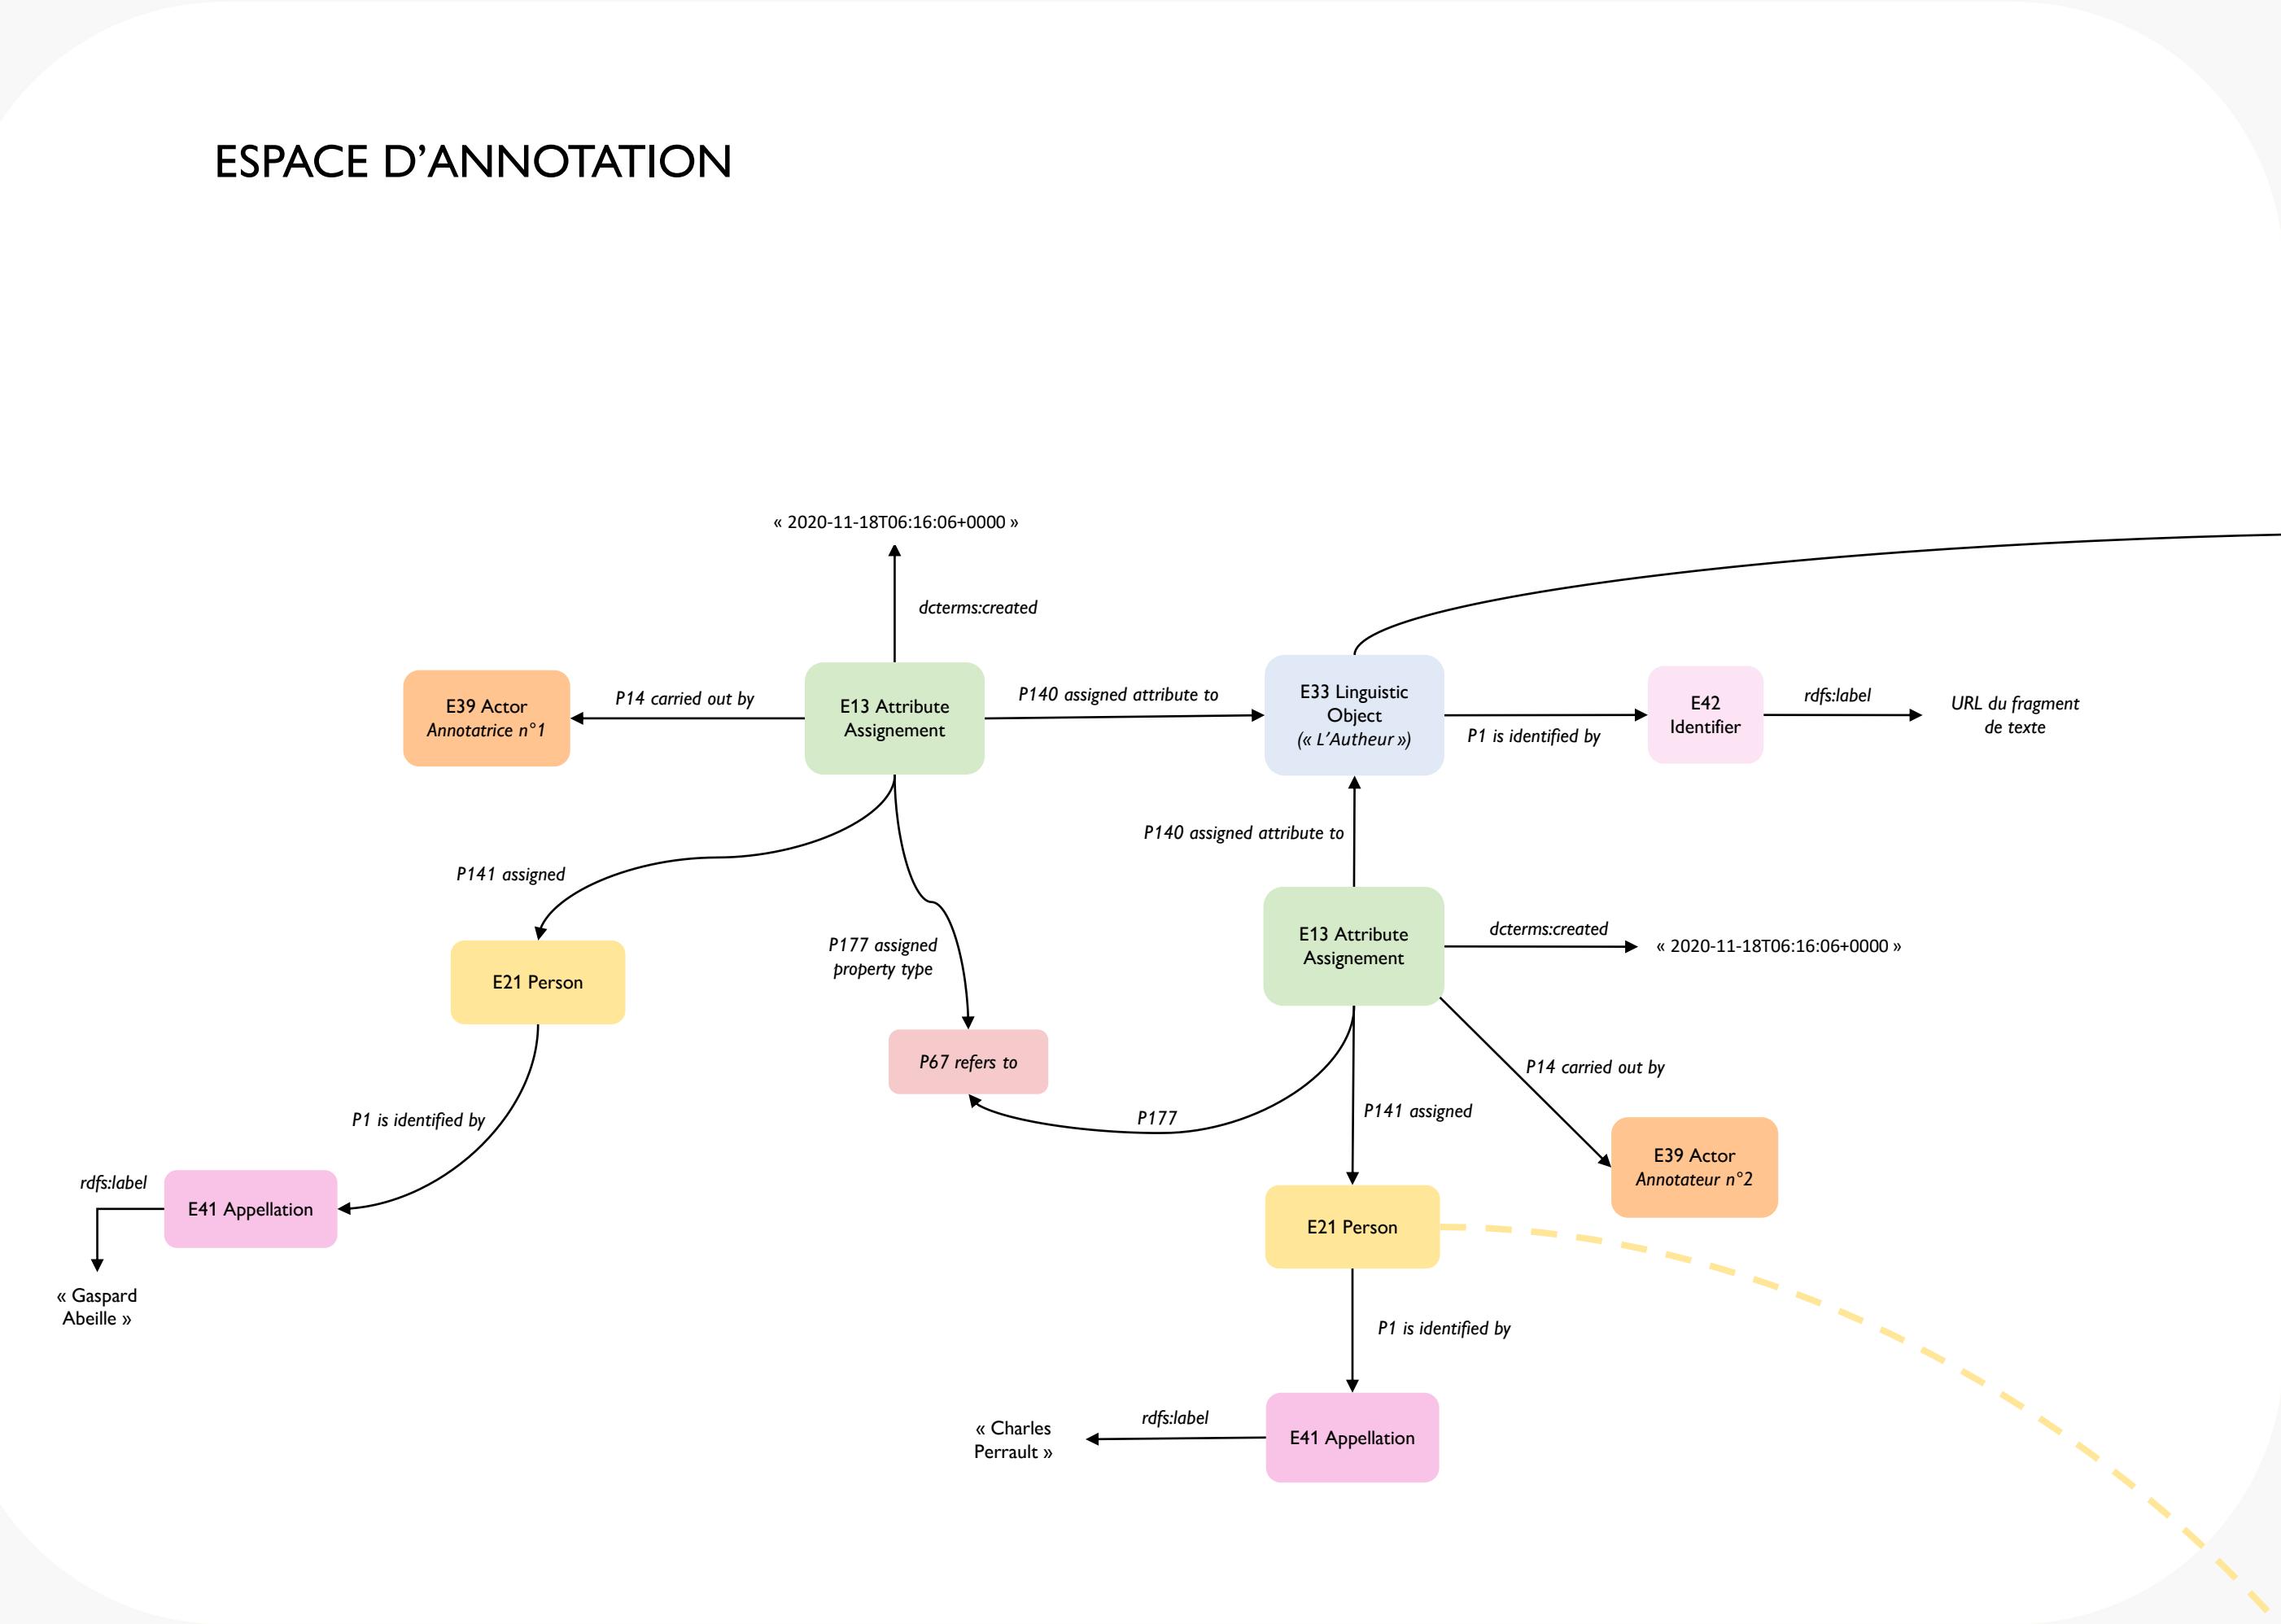 ESPACE D’ANNOTATION
« 2020-11-18T06:16:06+0000 »
dcterms:created
E39 Actor
Annotatrice n°1
P14 carried out by
E13 Attribute
Assignement
P140 assigned attribute to
E33 Linguistic
Object
(« L’Autheur »)
P1 is identified by
E42
Identifier
rdfs:label
URL du fragment
de texte
P140 assigned attribute to
P141 assigned
P177 assigned
property type
E21 Person
E13 Attribute
Assignement
dcterms:created
« 2020-11-18T06:16:06+0000 »
P67 refers to
P14 carried out by
P177
P141 assigned
P1 is identified by
E39 Actor
Annotateur n°2
rdfs:label
E41 Appellation
E21 Person
« Gaspard
Abeille »
P1 is identified by
« Charles
Perrault »
rdfs:label
E41 Appellation